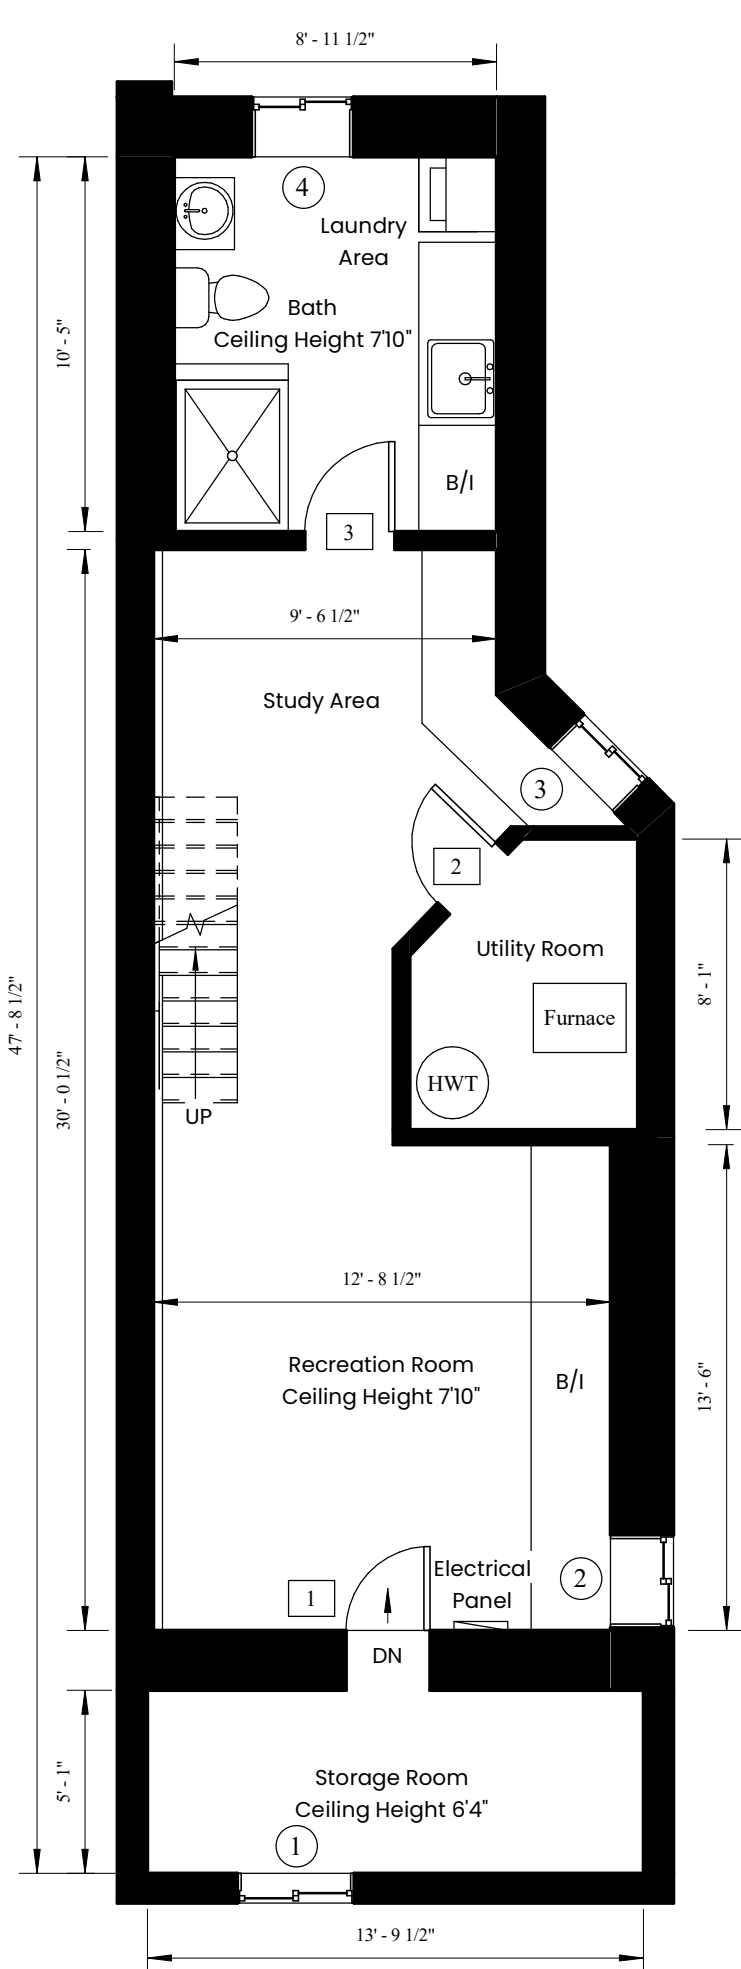 8' - 11 1/2"
4
Laundry
Area
Bath
Ceiling Height 7'10"
10' - 5"
B/I
3
9' - 6 1/2"
Study Area
3
2
Utility Room
8' - 1"
Furnace
HWT
47' - 8 1/2"
30' - 0 1/2"
UP
12' - 8 1/2"
Recreation Room
Ceiling Height 7'10"
B/I
13' - 6"
Electrical
Panel
2
1
DN
Storage Room
Ceiling Height 6'4"
5' - 1"
1
13' - 9 1/2"